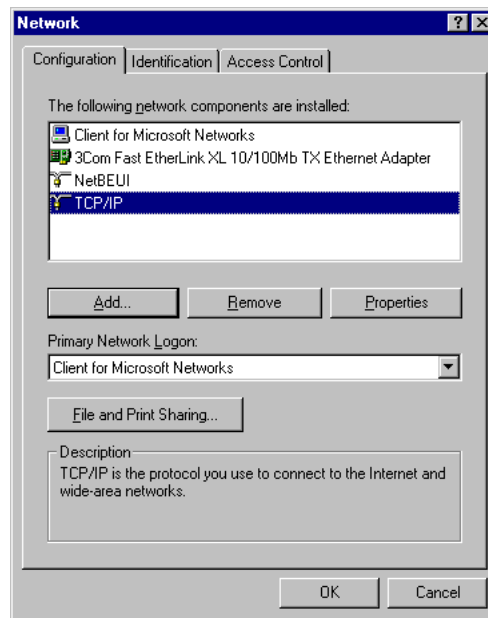 Network
Configuration Identification Access Control
The following network components are installed:
Client for Microsoft Networks
3Com Fast EtherLink XL 10/100Mb TX Ethernet Adapter
NetBEUI
TCP/IP
Add... Remove Properties
Primary Network Logon:
Client for Microsoft Networks
File and Print Sharing...
Description
TCP/IP is the protocol you use to connect to the Internet and
wide-area networks.
OK Cancel